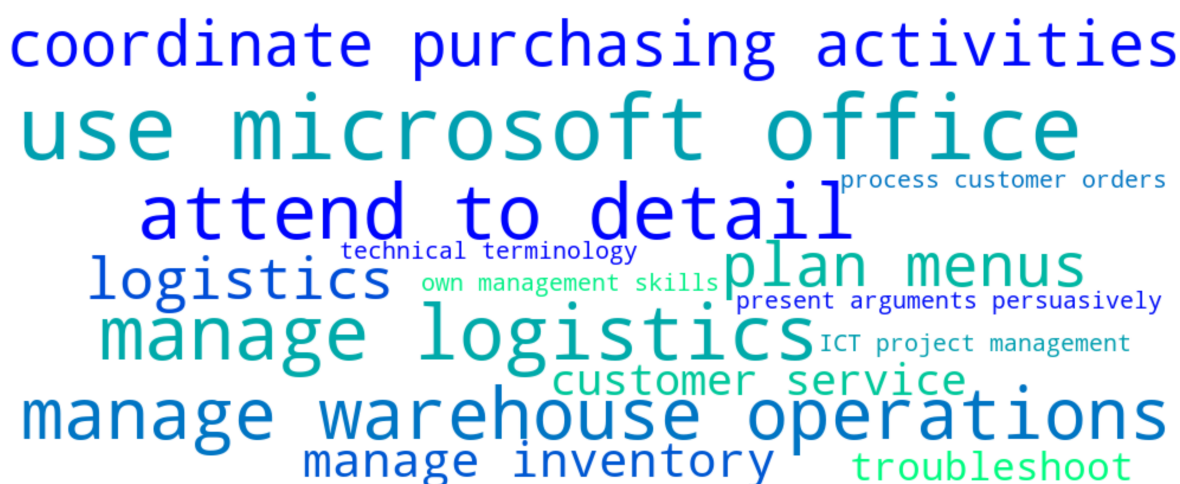 coordinate purchasing activities
use microsoft office
process customer orders
attend to detail
technical terminology
plan menus
logistics
own management skills
present arguments persuasively
manage logistics
ICT project management
customer service
manage warehouse operations
manage inventory
troubleshoot